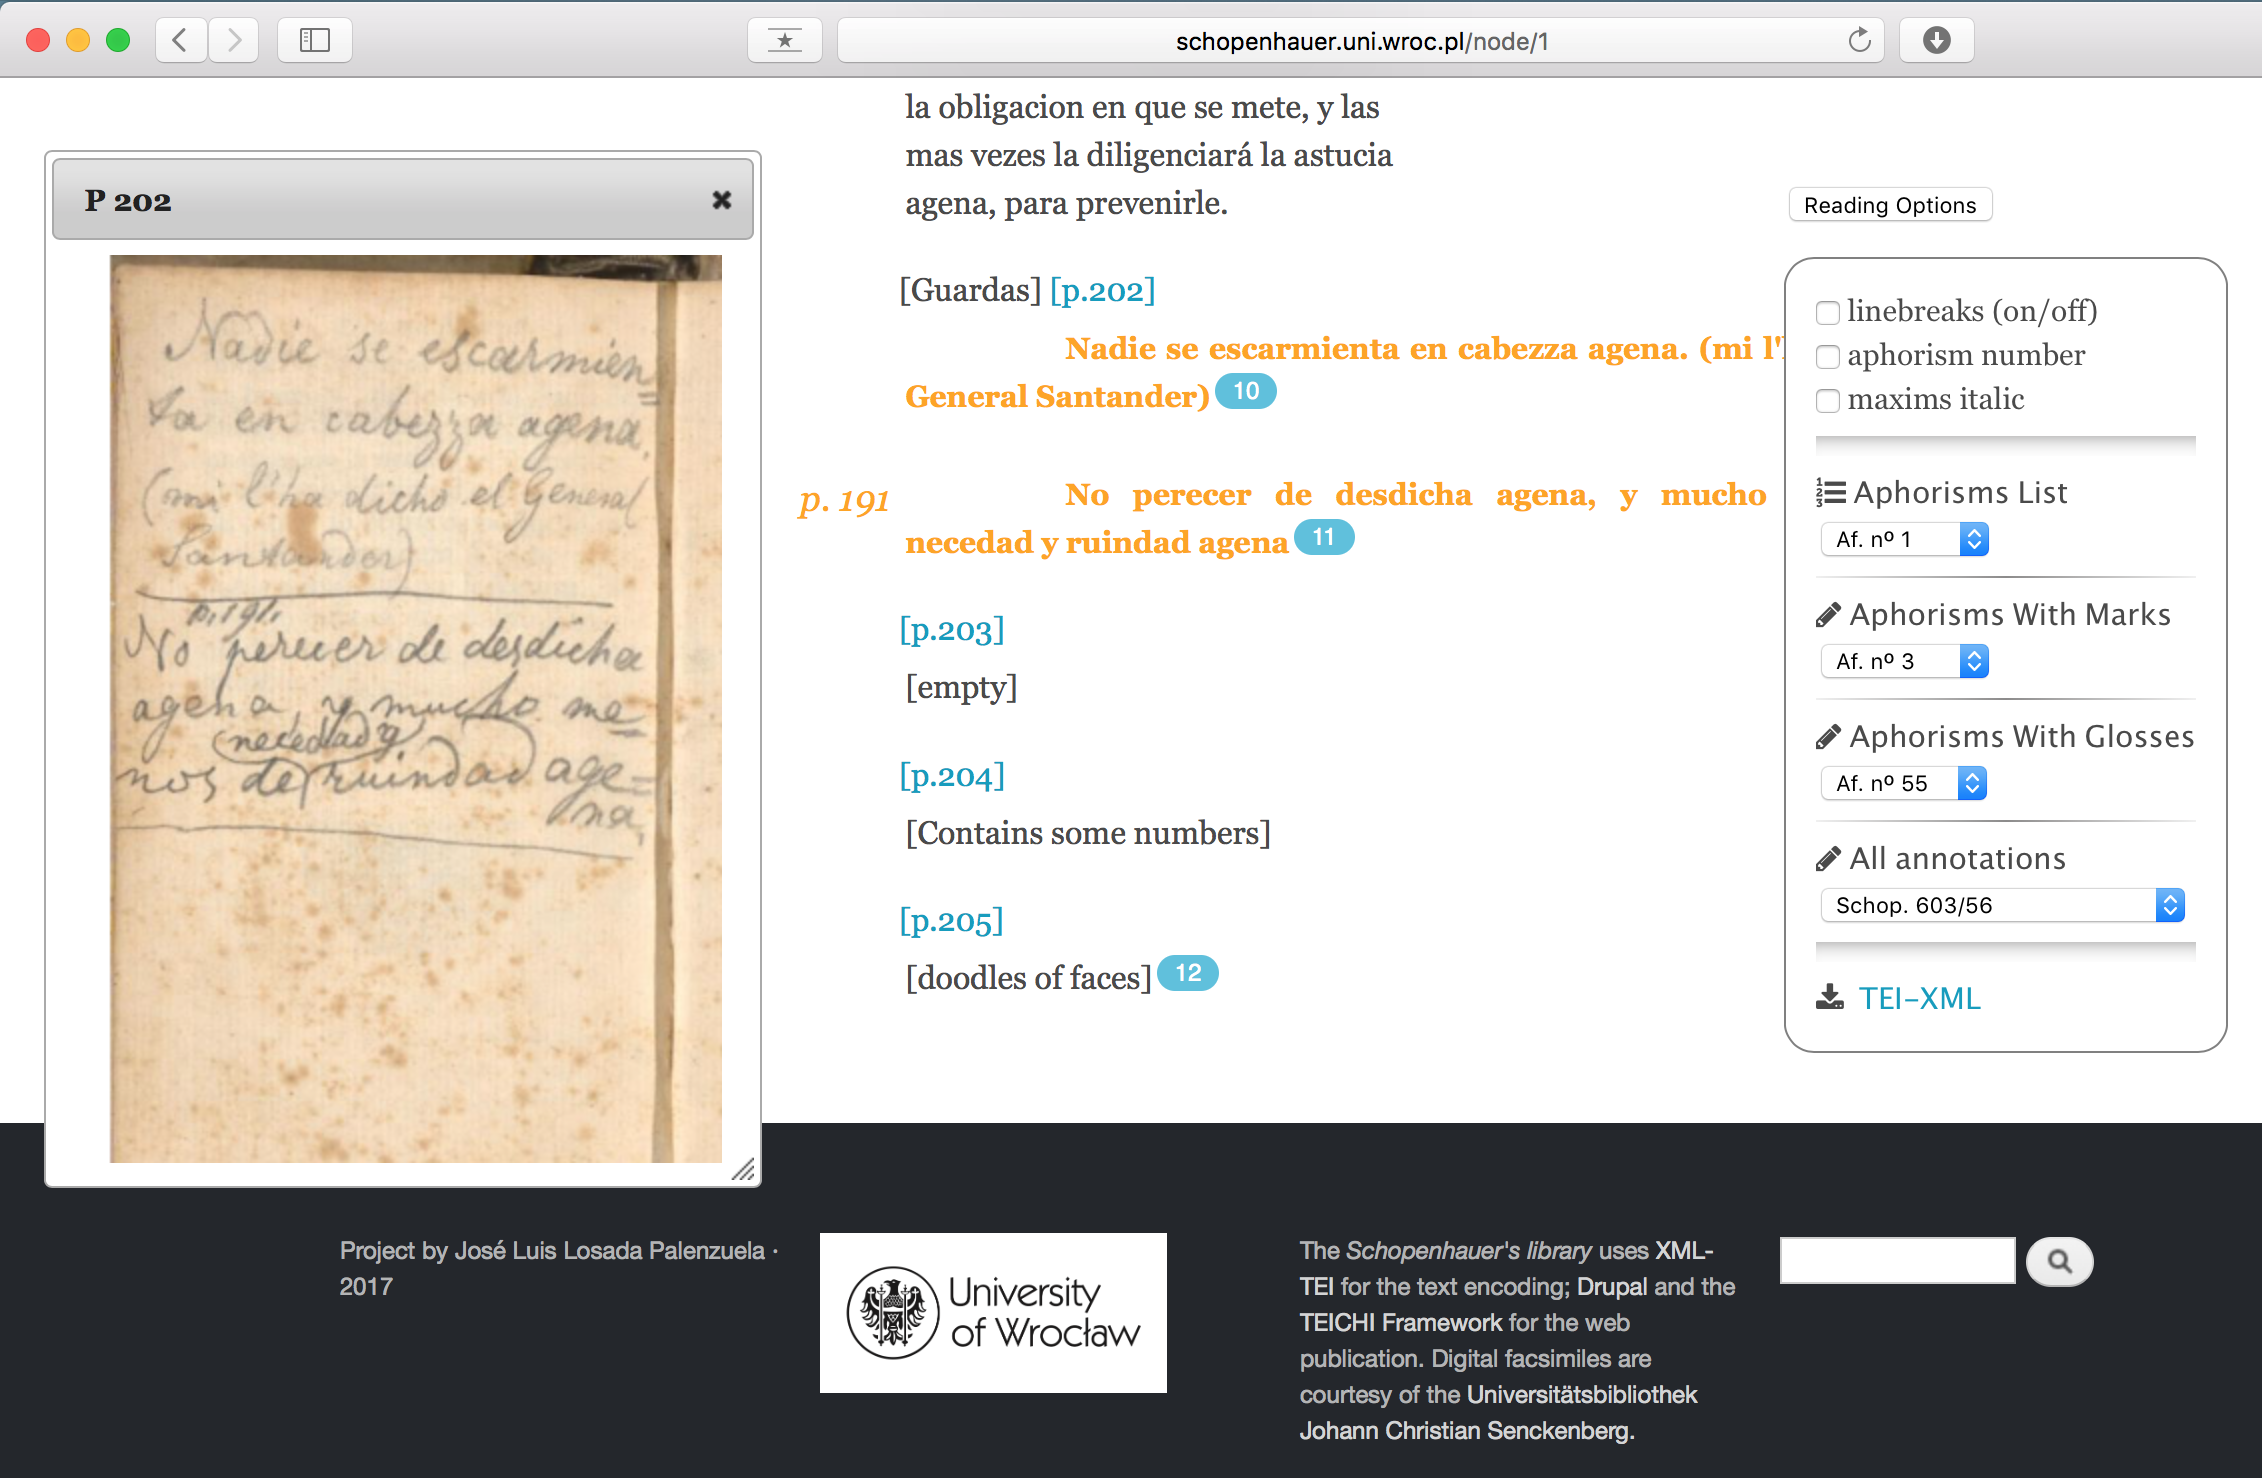 schopenhauer.uni.wroc.pl/node/1
la obligacion en que se mete, y las
mas vezes la diligenciará la astucia
agena, para prevenirle.
P 202
Nadie se escarmien=
ta en cabezza agena.
(mi l'ha dicho el General
Santander)
p. 191.
No perecer de desdicha
agena, y mucho me=
necedad y
nos de ruindad age=
na,
[Guardas] [p.202]
Nadie se escarmienta en cabezza agena. (mi l'
General Santander) 10
p. 191
No perecer de desdicha agena, y mucho
necedad y ruindad agena 11
[p.203]
[empty]
[p.204]
[Contains some numbers]
[p.205]
[doodles of faces] 12
Reading Options
linebreaks (on/off)
aphorism number
maxims italic
Aphorisms List
Af. nº 1
Aphorisms With Marks
Af. nº 3
Aphorisms With Glosses
Af. nº 55
All annotations
Schop. 603/56
TEI-XML
Project by José Luis Losada Palenzuela ·
2017
University
of Wrocław
The Schopenhauer's library uses XML-
TEI for the text encoding; Drupal and the
TEICHI Framework for the web
publication. Digital facsimiles are
courtesy of the Universitätsbibliothek
Johann Christian Senckenberg.